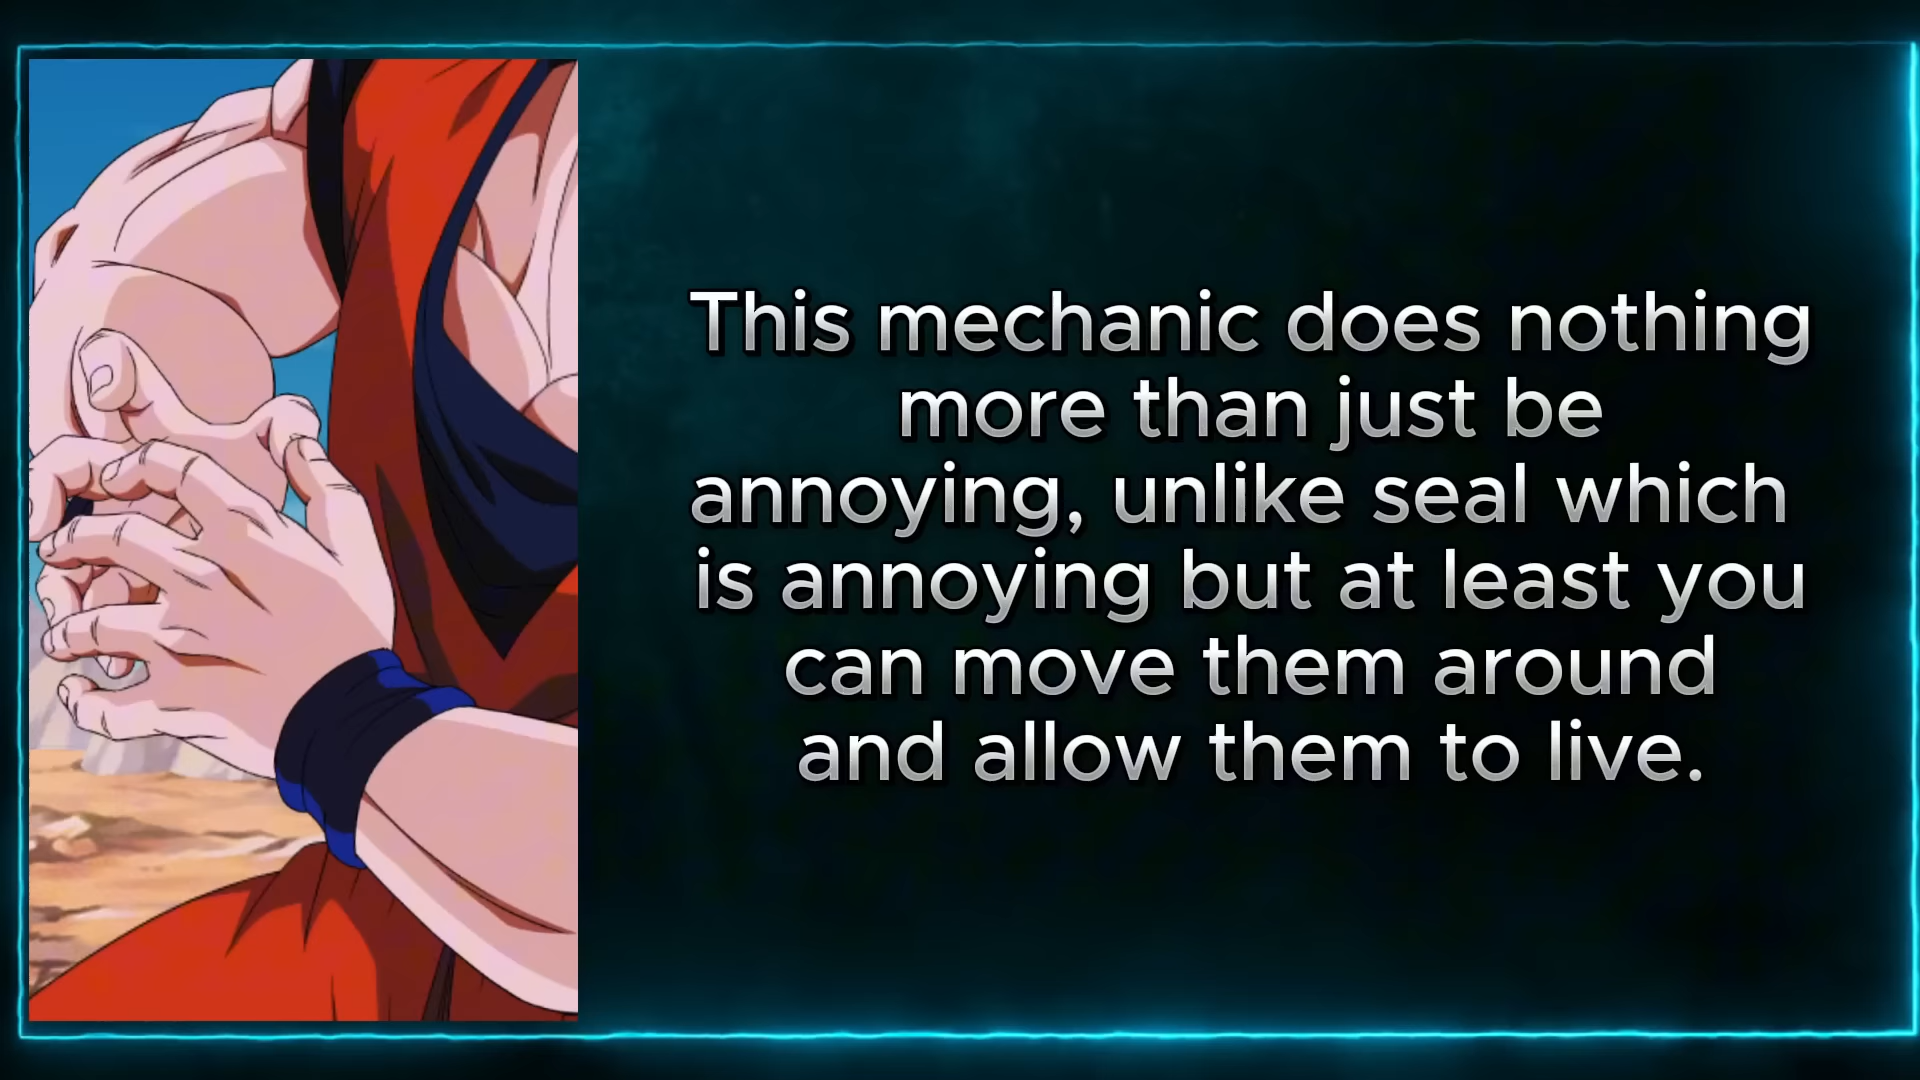 This mechanic does nothing
more than just be
annoying, unlike seal which
is annoying but at least you
can move them around
and allow them to live.